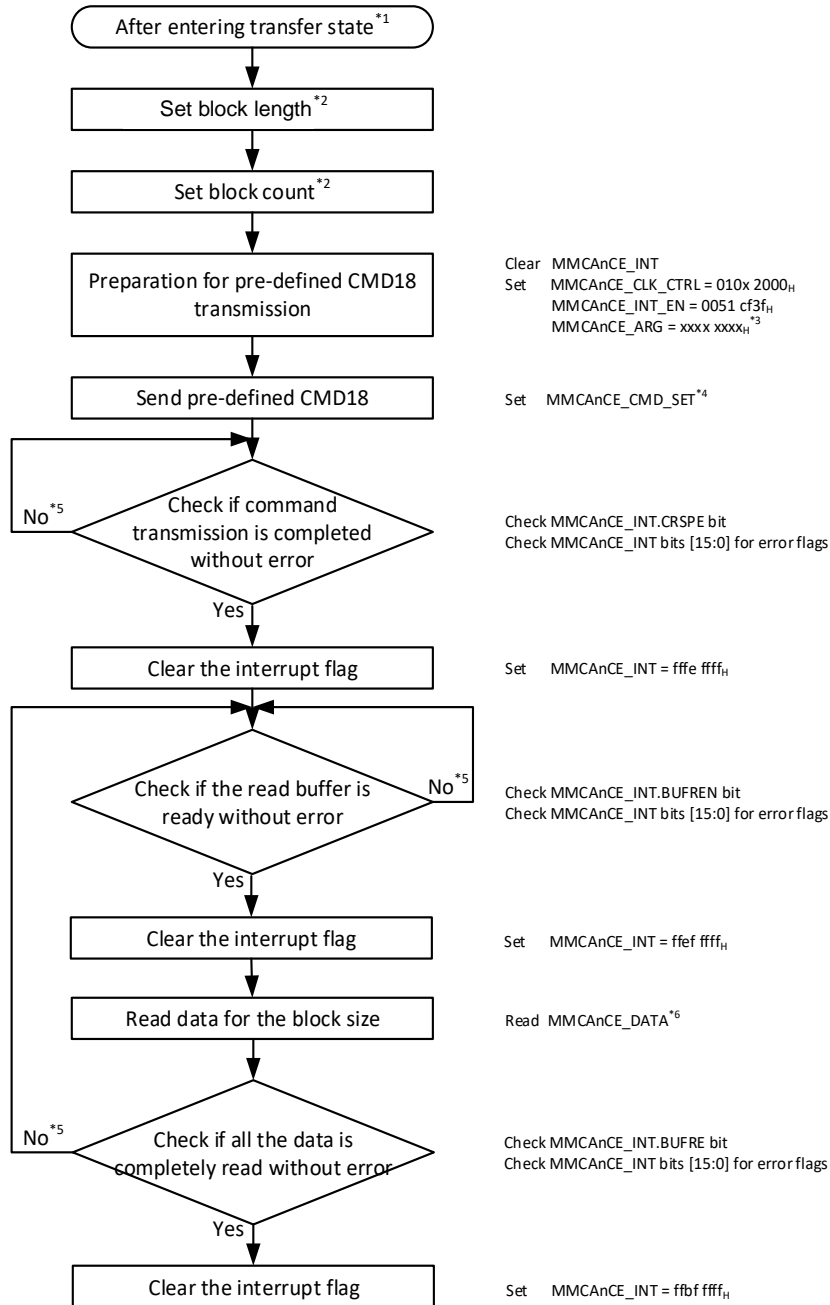 After entering transfer state*1
Set block length*2
Set block count*2
Preparation for pre-defined CMD18
transmission
Clear MMCAnCE_INT
Set MMCAnCE_CLK_CTRL = 010x 2000H
MMCAnCE_INT_EN = 0051 cf3fH
MMCAnCE_ARG = xxxx xxxxH*3
Send pre-defined CMD18
Set MMCAnCE_CMD_SET*4
No*5
Check if command
transmission is completed
without error
Check MMCAnCE_INT.CRSPE bit
Check MMCAnCE_INT bits [15:0] for error flags
Yes
Clear the interrupt flag
Set MMCAnCE_INT = fffe ffffH
Check if the read buffer is
ready without error
No*5
Check MMCAnCE_INT.BUFREN bit
Check MMCAnCE_INT bits [15:0] for error flags
Yes
Clear the interrupt flag
Set MMCAnCE_INT = ffef ffffH
Read data for the block size
Read MMCAnCE_DATA*6
No*5
Check if all the data is
completely read without error
Check MMCAnCE_INT.BUFRE bit
Check MMCAnCE_INT bits [15:0] for error flags
Yes
Clear the interrupt flag
Set MMCAnCE_INT = ffbf ffffH